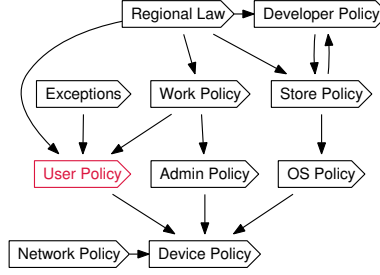 Regional Law
Developer Policy
Exceptions
Work Policy
Store Policy
User Policy
Admin Policy
OS Policy
Network Policy
Device Policy